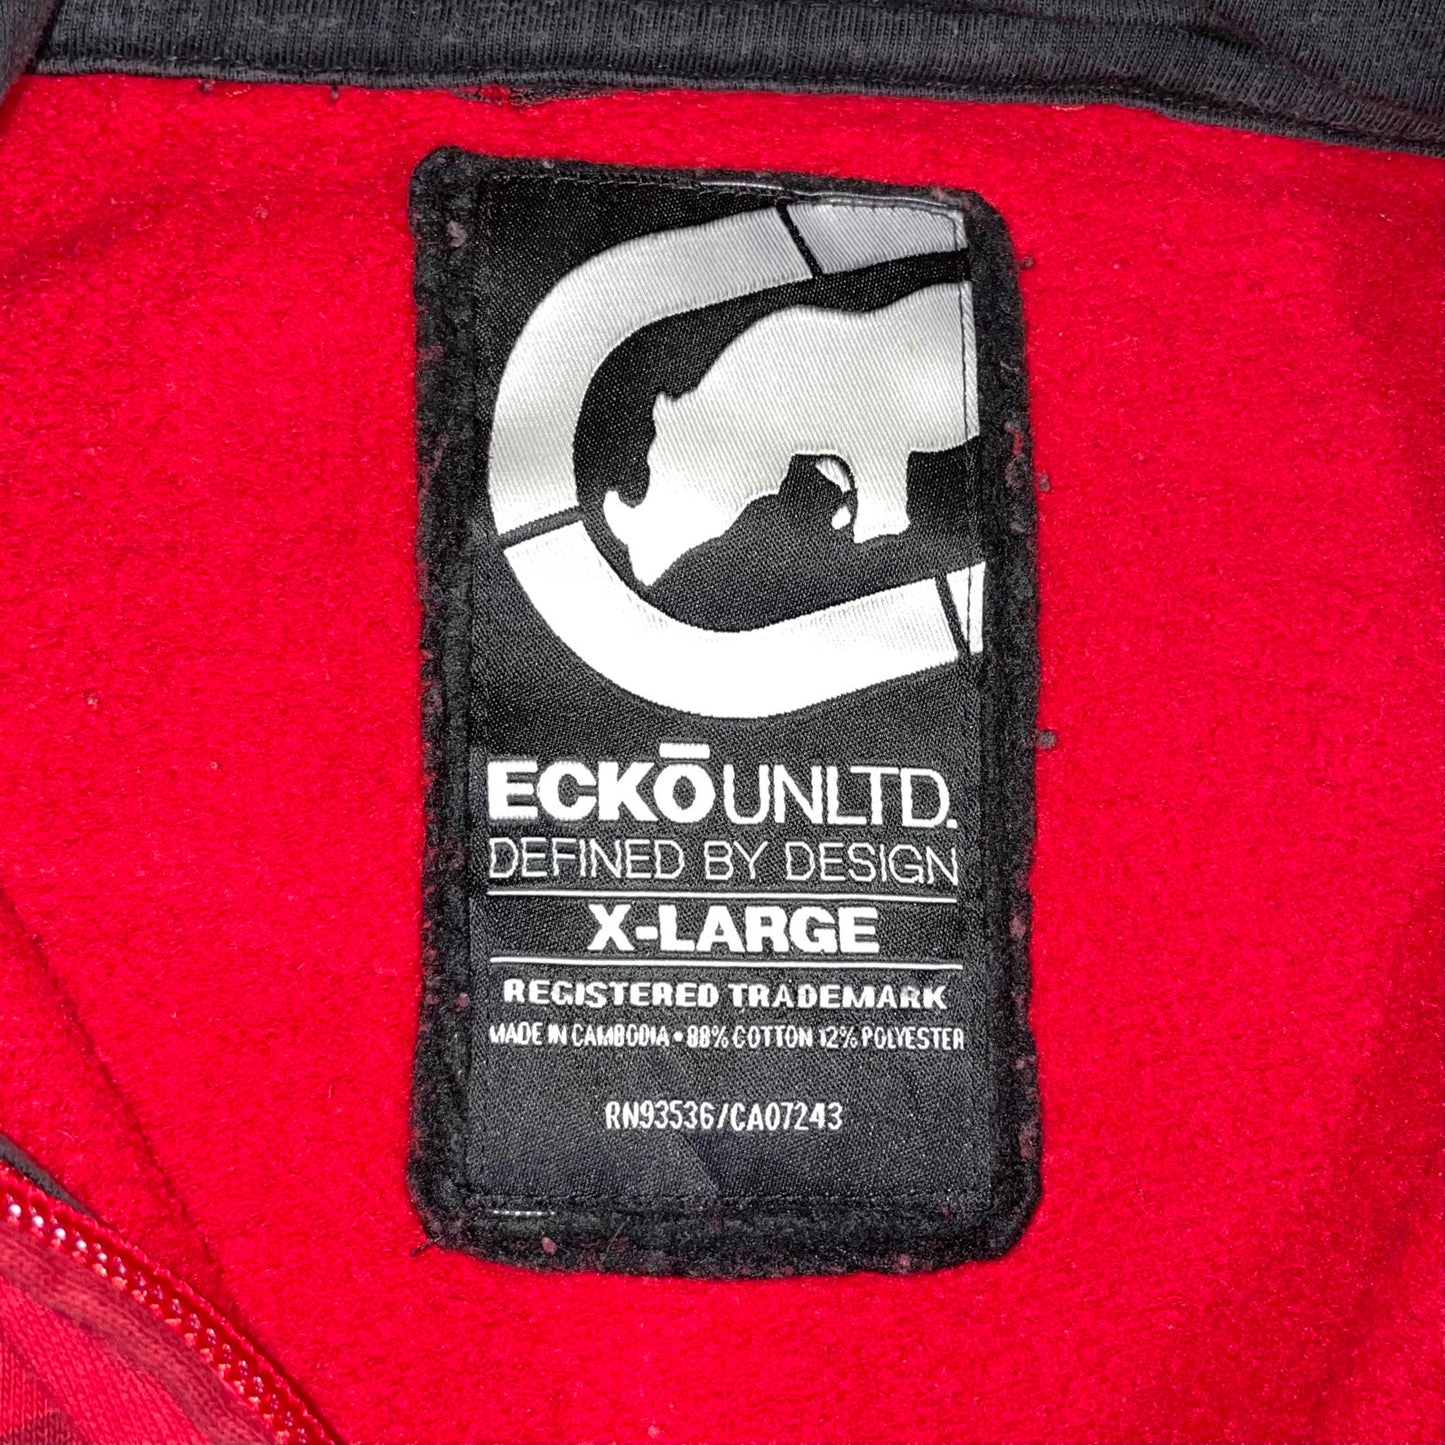 ECKŌUNLTD.
DEFINED BY DESIGN
X-LARGE
REGISTERED TRADEMARK
MADE IN CAMBODIA • 88% COTTON 12% POLYESTER
RN93536/CA07243